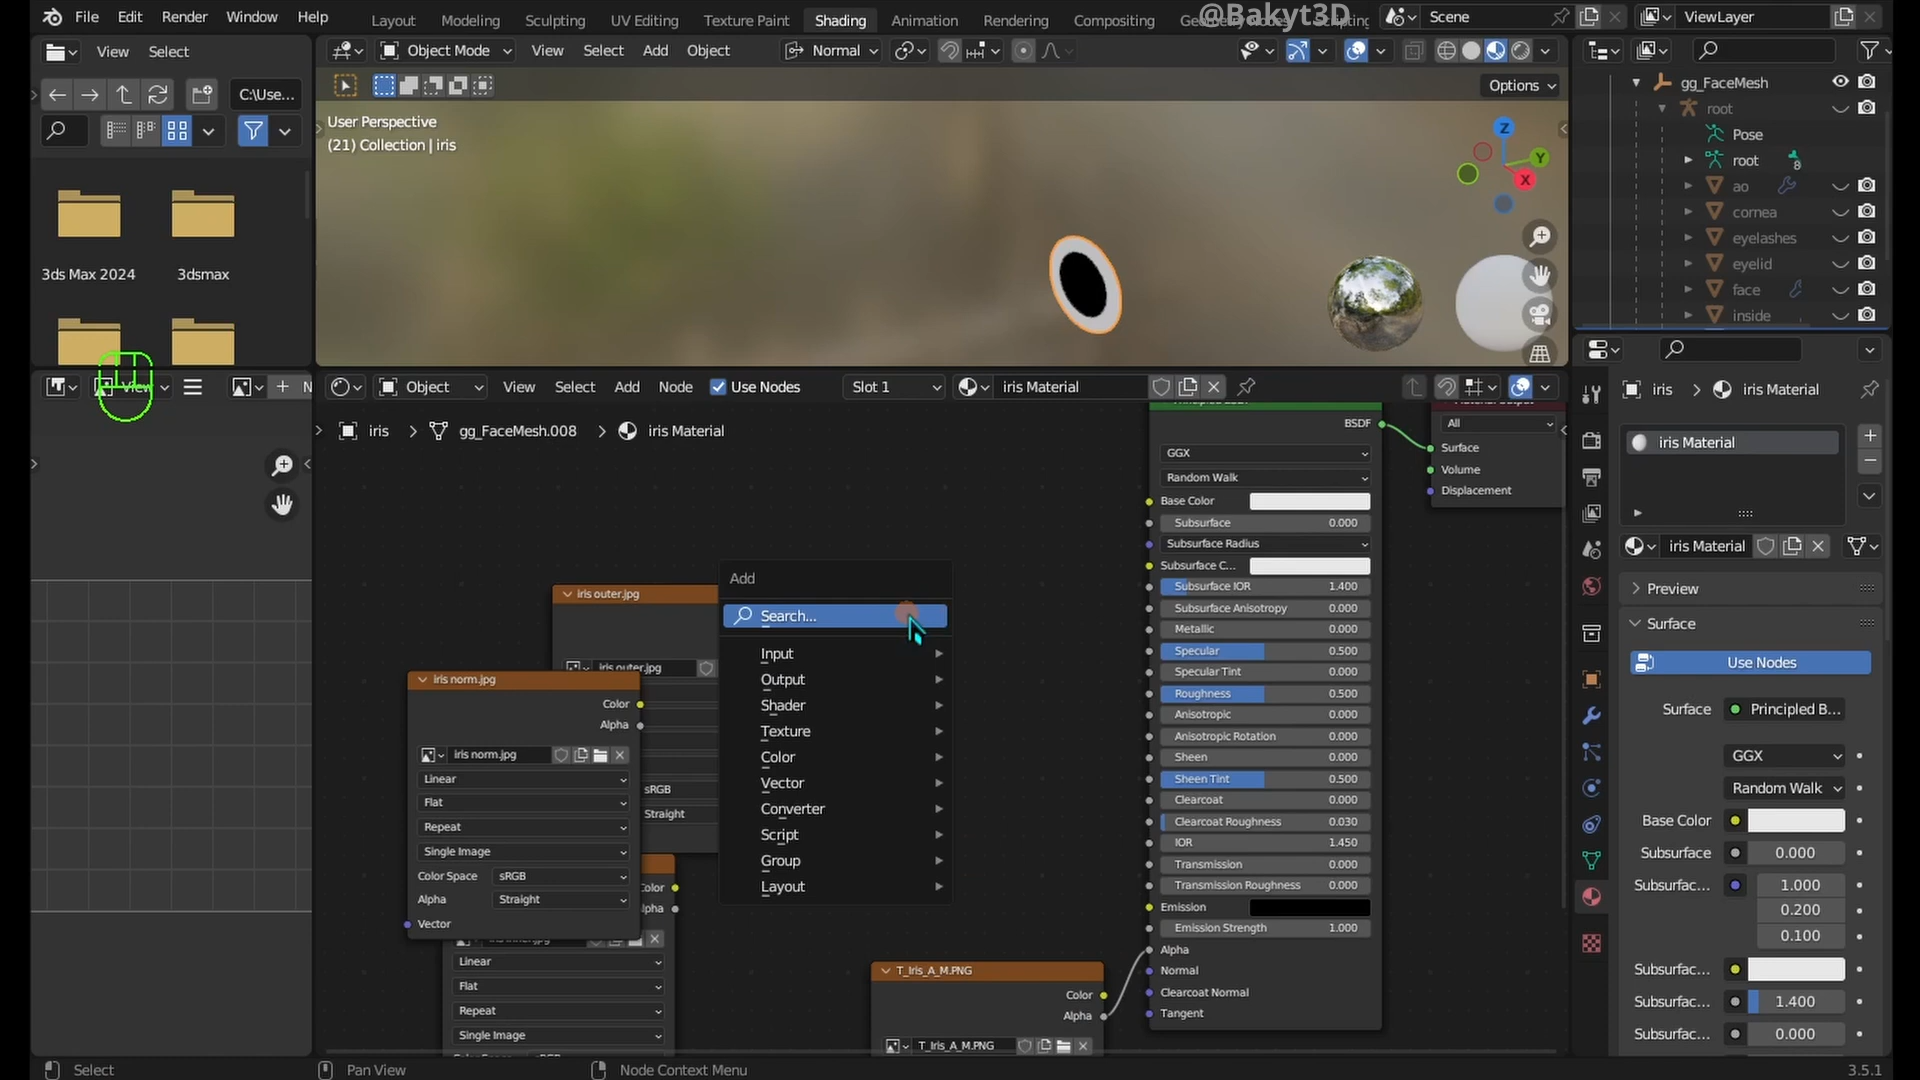 File Edit Render Window Help
Layout Modeling Sculpting UV Editing Texture Paint Shading Animation Rendering Compositing
@Bakyt3D
Scene
ViewLayer
View Select
C:\Use...
3ds Max 2024
3dsmax
Object Mode View Select Add Object
Normal
Options
User Perspective
(21) Collection | iris
Z
Y
X
gg_FaceMesh
root
Pose
root
8
ao
cornea
eyelashes
eyelid
face
inside
View
Object View Select Add Node Use Nodes Slot 1 iris Material
iris > gg_FaceMesh.008 > iris Material
iris outer.jpg
iris outer.jpg
sRGB
Straight
iris norm.jpg
Color
Alpha
iris norm.jpg
Linear
Flat
Repeat
Single Image
Color Space sRGB
Alpha Straight
Vector
Linear
Flat
Repeat
Single Image
Add
Search...
Input
Output
Shader
Texture
Color
Vector
Converter
Script
Group
Layout
T_Iris_A_M.PNG
Color
Alpha
T_Iris_A_M.PNG
BSDF
GGX
Random Walk
Base Color
Subsurface 0.000
Subsurface Radius
Subsurface C...
Subsurface IOR 1.400
Subsurface Anisotropy 0.000
Metallic 0.000
Specular 0.500
Specular Tint 0.000
Roughness 0.500
Anisotropic 0.000
Anisotropic Rotation 0.000
Sheen 0.000
Sheen Tint 0.500
Clearcoat 0.000
Clearcoat Roughness 0.030
IOR 1.450
Transmission 0.000
Transmission Roughness 0.000
Emission
Emission Strength 1.000
Alpha
Normal
Clearcoat Normal
Tangent
All
Surface
Volume
Displacement
iris > iris Material
iris Material
iris Material
Preview
Surface
Use Nodes
Surface Principled B...
GGX
Random Walk
Base Color
Subsurface 0.000
Subsurfac... 1.000
0.200
0.100
Subsurfac...
Subsurfac... 1.400
Subsurfac... 0.000
Select Pan View Node Context Menu 3.5.1